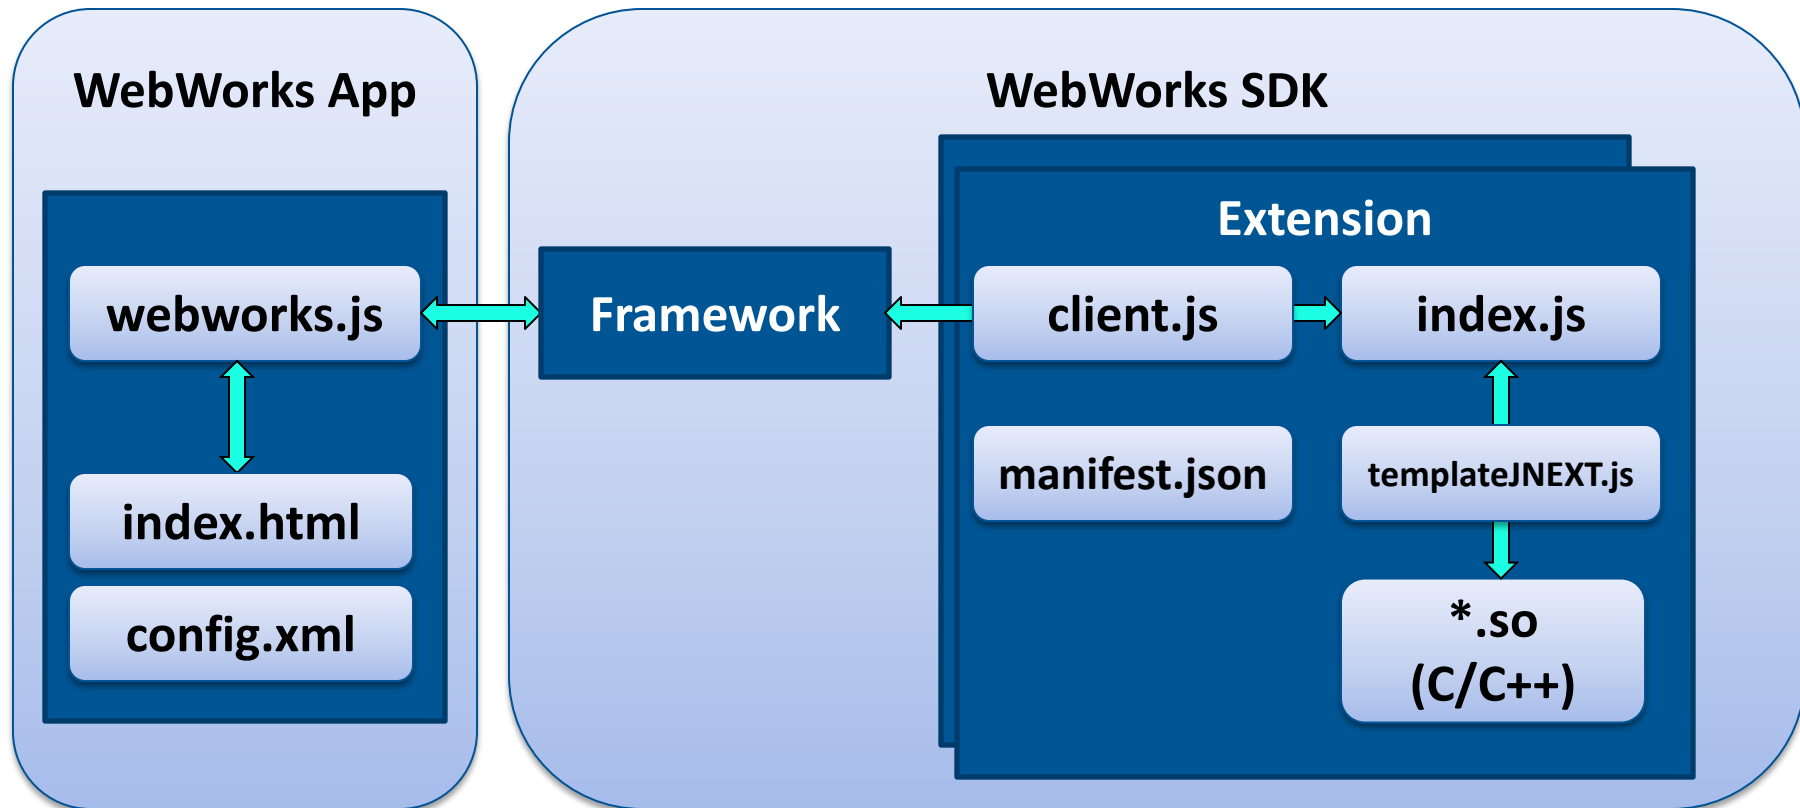 WebWorks App
webworks.js
index.html
config.xml
WebWorks SDK
Framework
Extension
client.js
index.js
manifest.json
templateJNEXT.js
*.so
(C/C++)